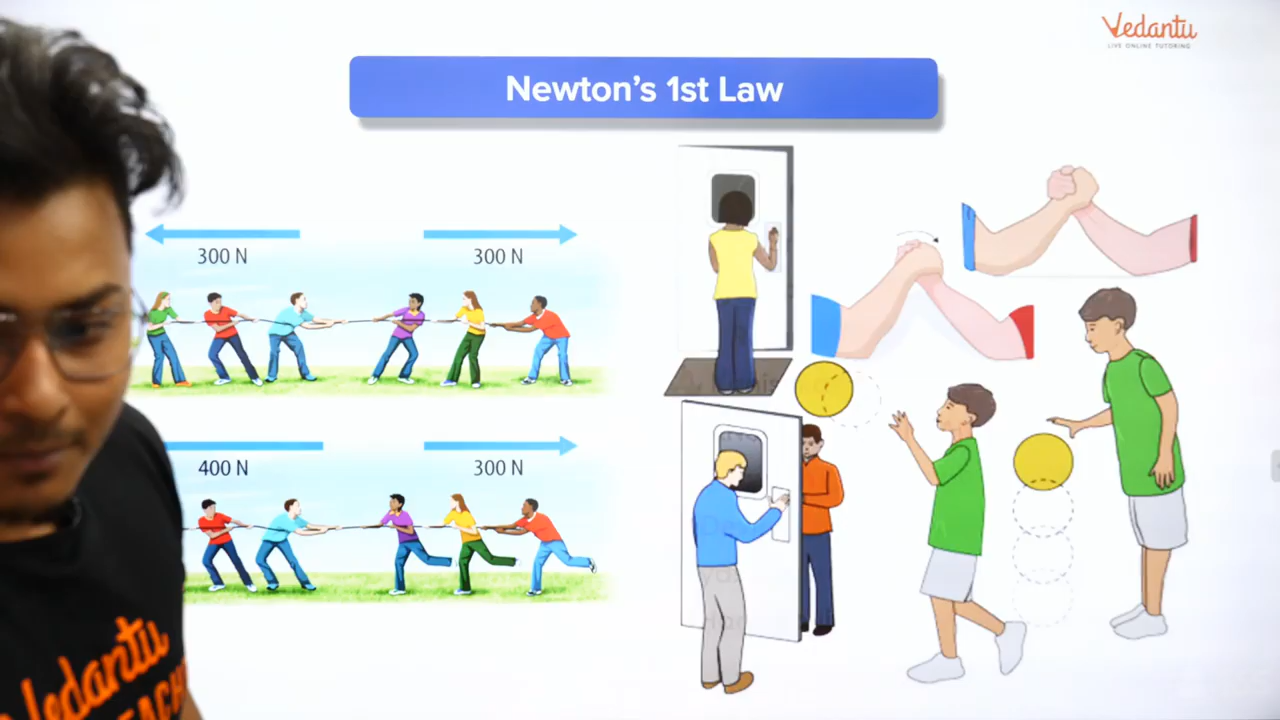 Vedantu
LIVE ONLINE TUTORING
Newton's 1st Law
300 N
300 N
400 N
300 N
Vedantu